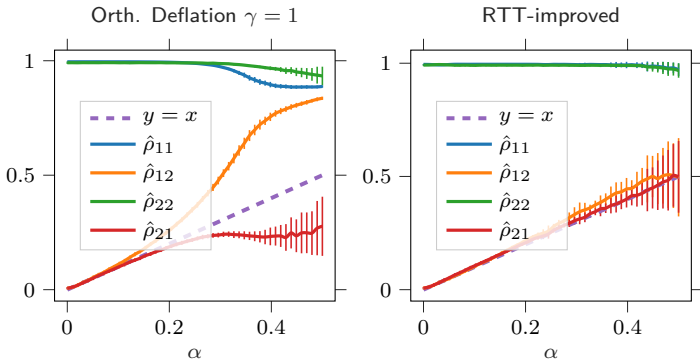 Orth. Deflation γ = 1
1
0.5
0
y = x
ρ̂11
ρ̂12
ρ̂22
ρ̂21
0 0.2 0.4
α
RTT-improved
1
0.5
0
y = x
ρ̂11
ρ̂12
ρ̂22
ρ̂21
0 0.2 0.4
α